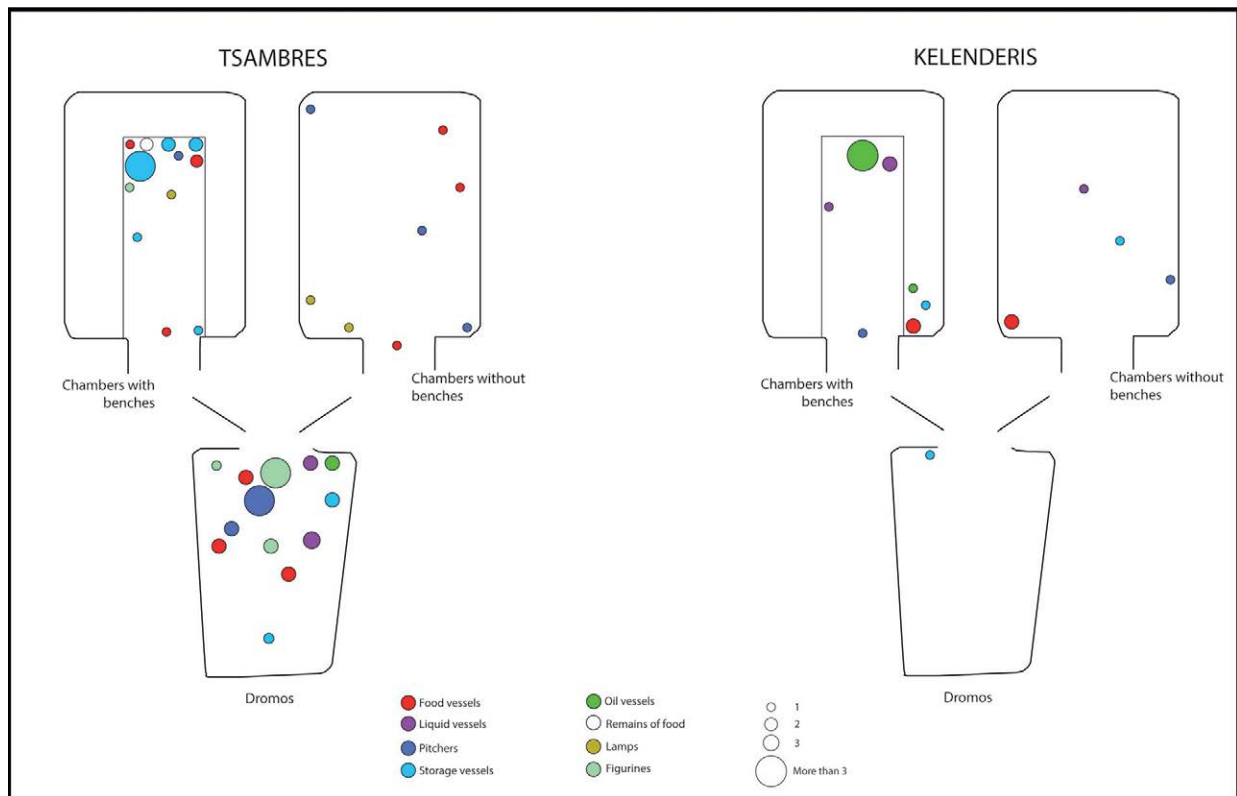 TSAMBRES
KELENDERIS
Chambers with
benches
Chambers without
benches
Chambers with
benches
Chambers without
benches
Dromos
Dromos
Food vessels
Liquid vessels
Pitchers
Storage vessels
Oil vessels
Remains of food
Lamps
Figurines
1
2
3
More than 3